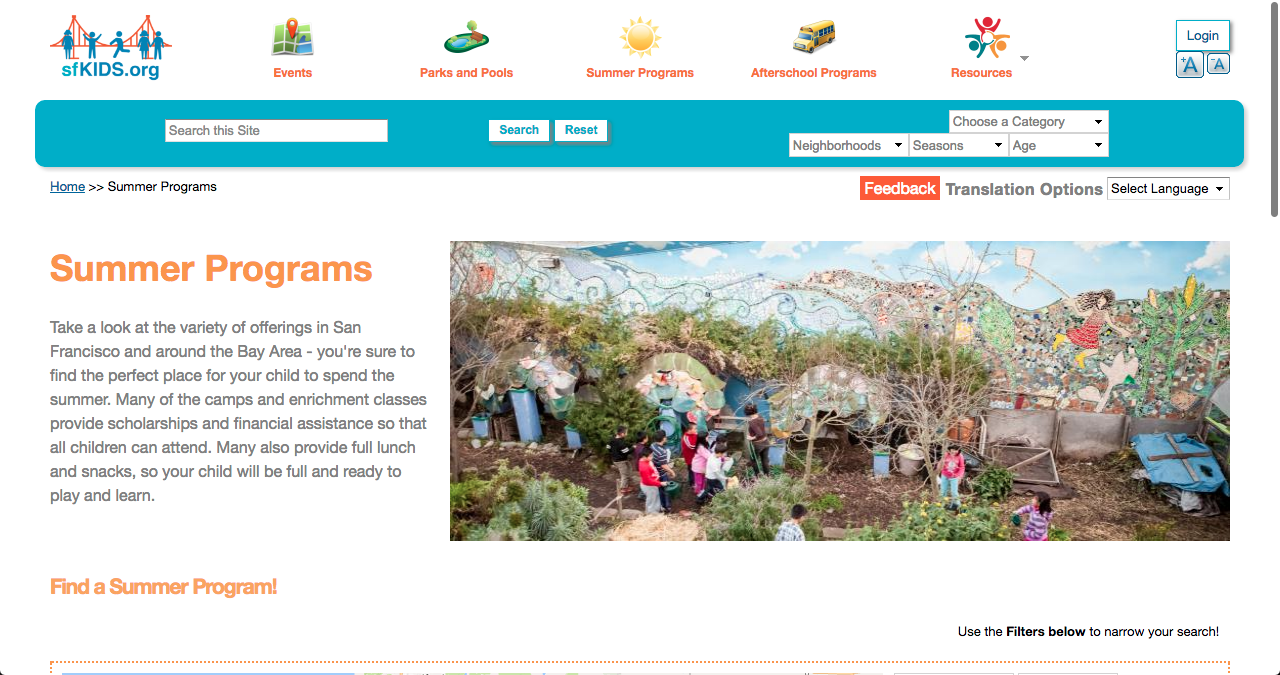 sfKIDS.org
Events
Parks and Pools
Summer Programs
Afterschool Programs
Resources
Login
+A
-A
Search this Site
Search
Reset
Choose a Category
Neighborhoods
Seasons
Age
Home >> Summer Programs
Feedback
Translation Options
Select Language
Summer Programs
Take a look at the variety of offerings in San
Francisco and around the Bay Area - you're sure to
find the perfect place for your child to spend the
summer. Many of the camps and enrichment classes
provide scholarships and financial assistance so that
all children can attend. Many also provide full lunch
and snacks, so your child will be full and ready to
play and learn.
Find a Summer Program!
Use the Filters below to narrow your search!